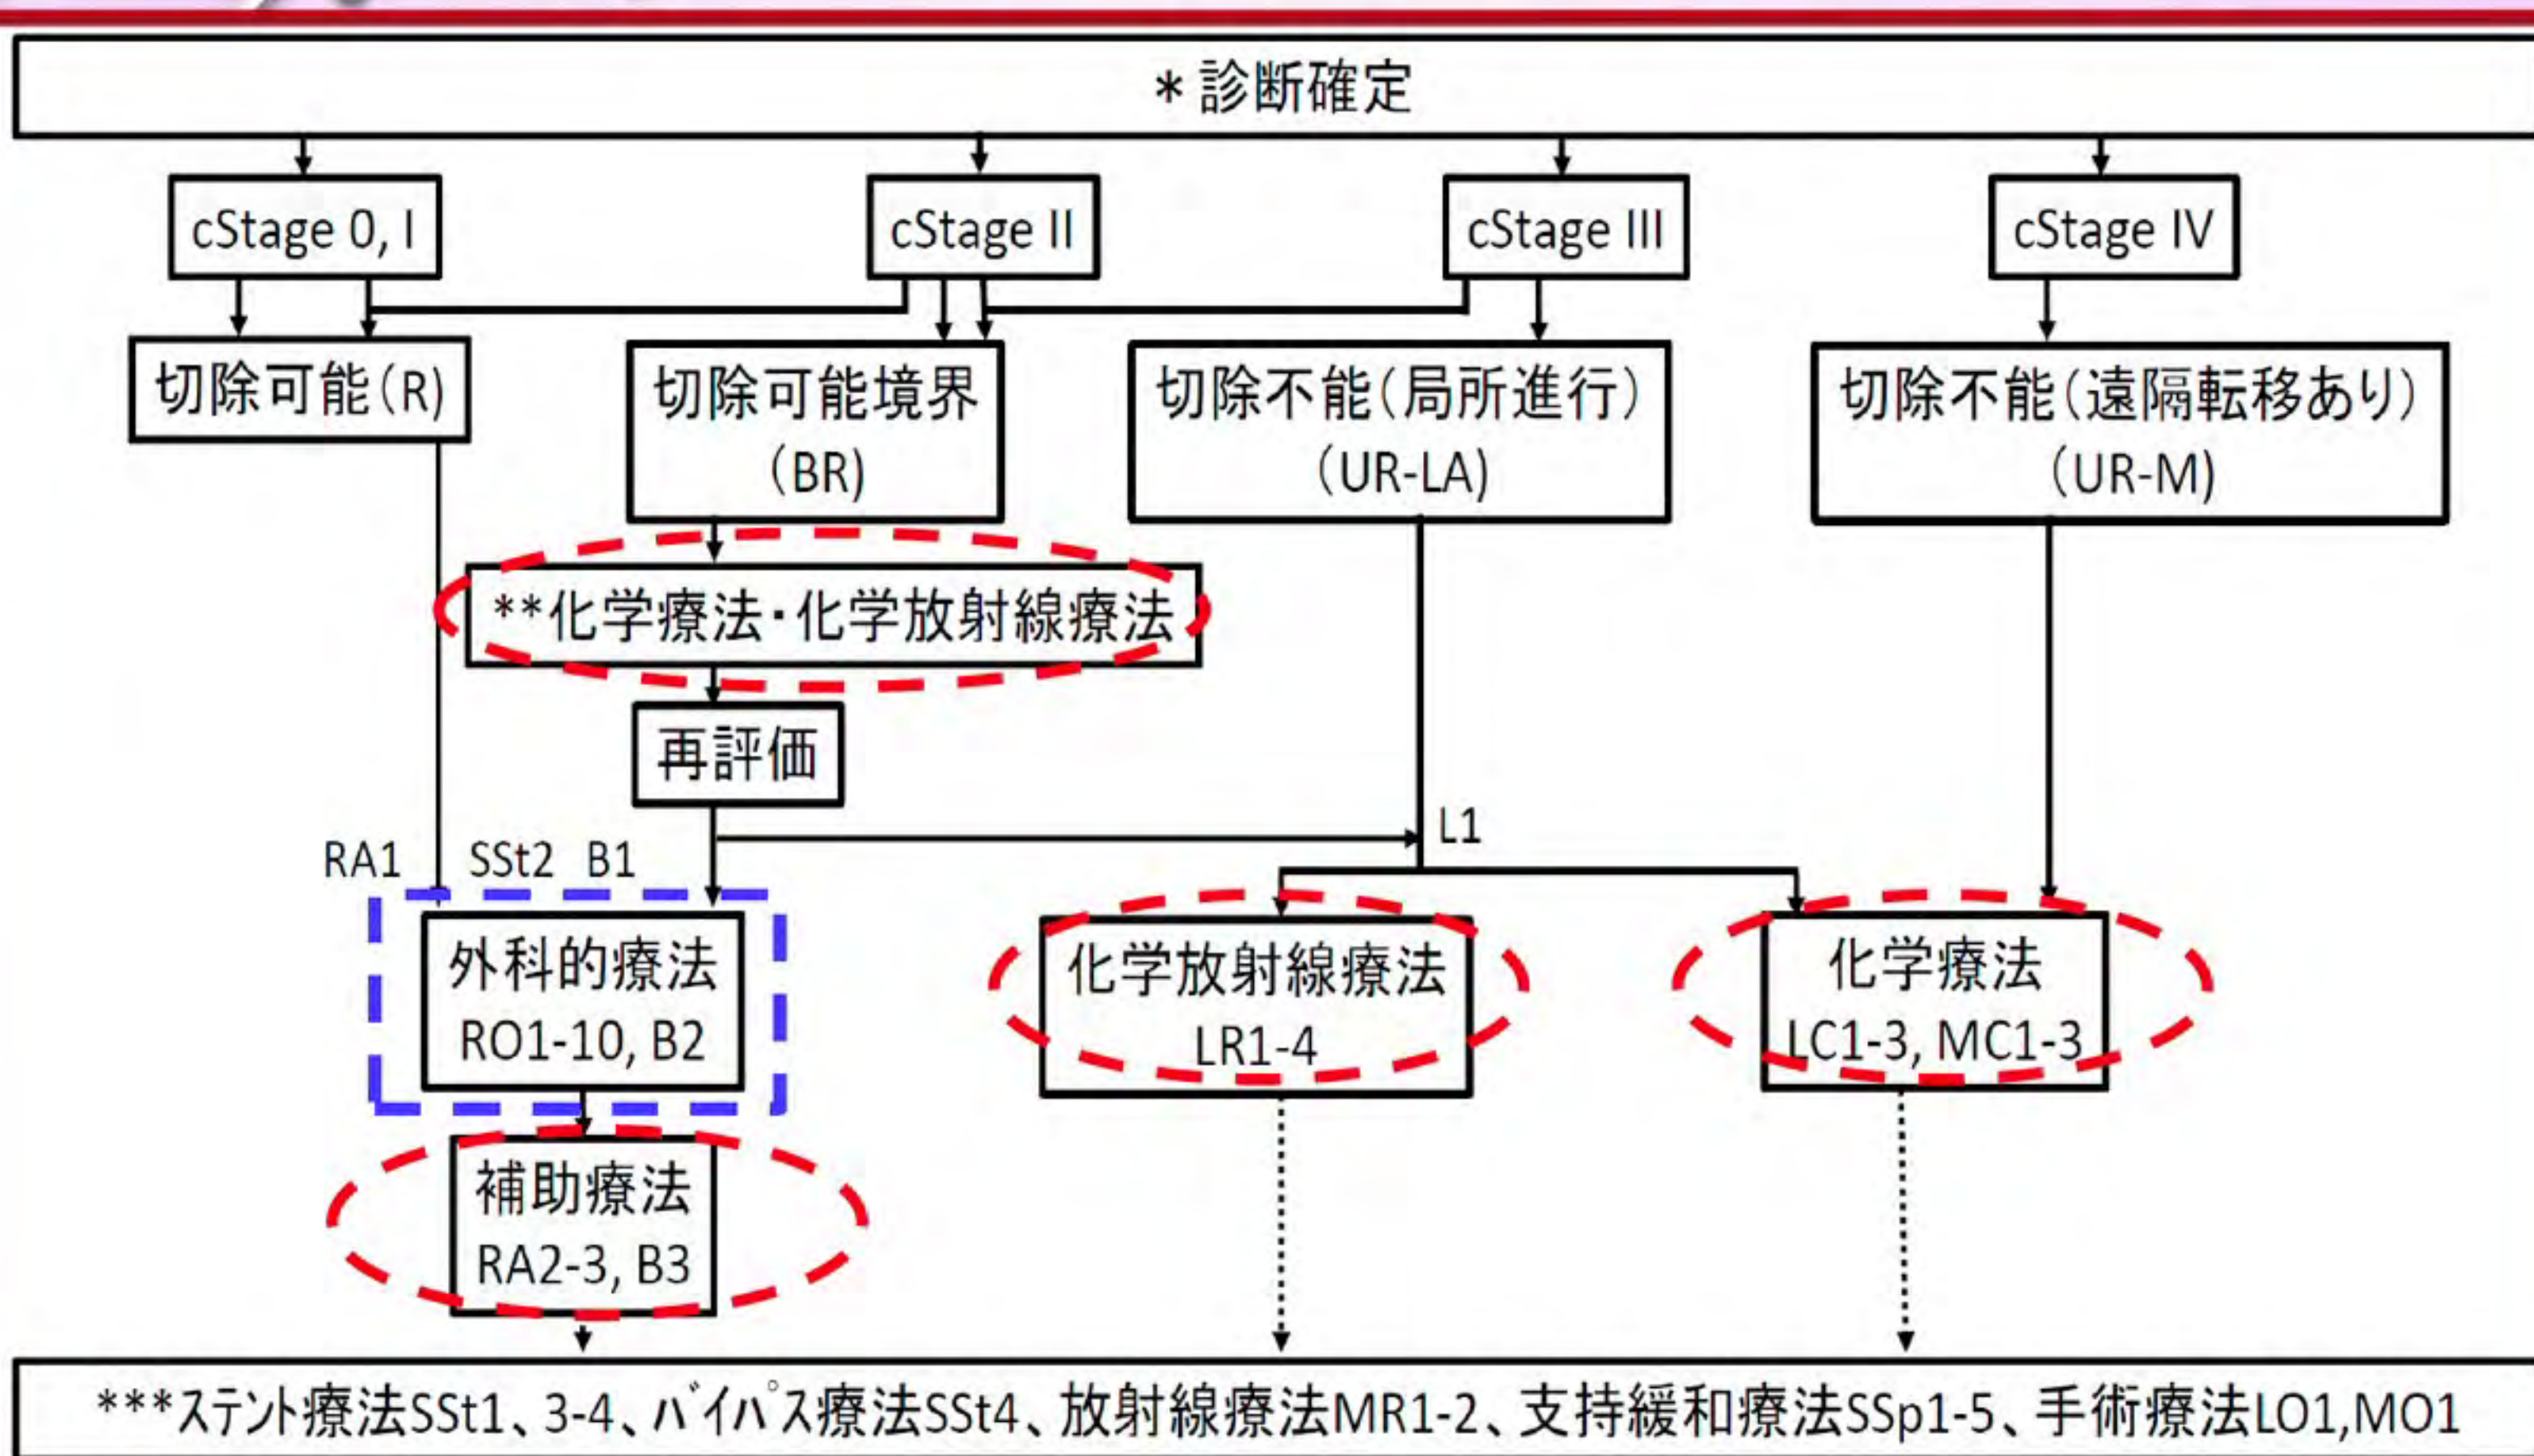 *診断確定
cStage 0, I
cStage II
cStage III
cStage IV
切除可能(R)
切除可能境界
(BR)
切除不能(局所進行)
(UR-LA)
切除不能(遠隔転移あり)
(UR-M)
**化学療法・化学放射線療法
再評価
L1
RA1 SSt2 B1
外科的療法
RO1-10, B2
化学放射線療法
LR1-4
化学療法
LC1-3, MC1-3
補助療法
RA2-3, B3
***ステント療法SSt1、3-4、バイパス療法SSt4、放射線療法MR1-2、支持緩和療法SSp1-5、手術療法LO1,MO1